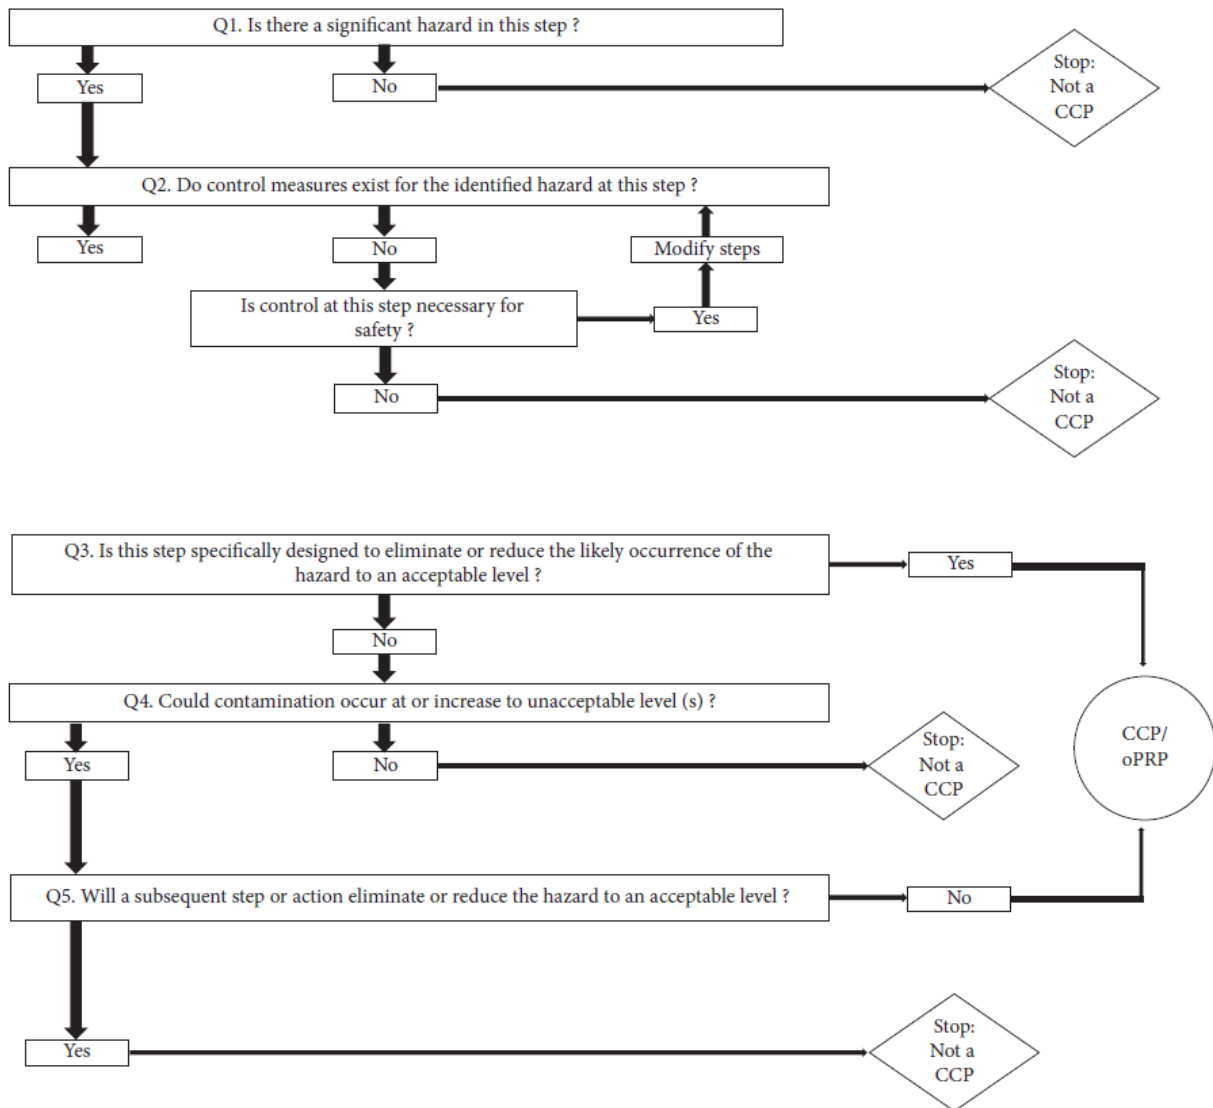 Q1. Is there a significant hazard in this step ?
Yes
No
Stop:
Not a
CCP
Q2. Do control measures exist for the identified hazard at this step ?
Yes
No
Modify steps
Is control at this step necessary for
safety ?
Yes
No
Stop:
Not a
CCP
Q3. Is this step specifically designed to eliminate or reduce the likely occurrence of the
hazard to an acceptable level ?
Yes
No
Q4. Could contamination occur at or increase to unacceptable level (s) ?
Yes
No
Stop:
Not a
CCP
CCP/
oPRP
Q5. Will a subsequent step or action eliminate or reduce the hazard to an acceptable level ?
No
Yes
Stop:
Not a
CCP